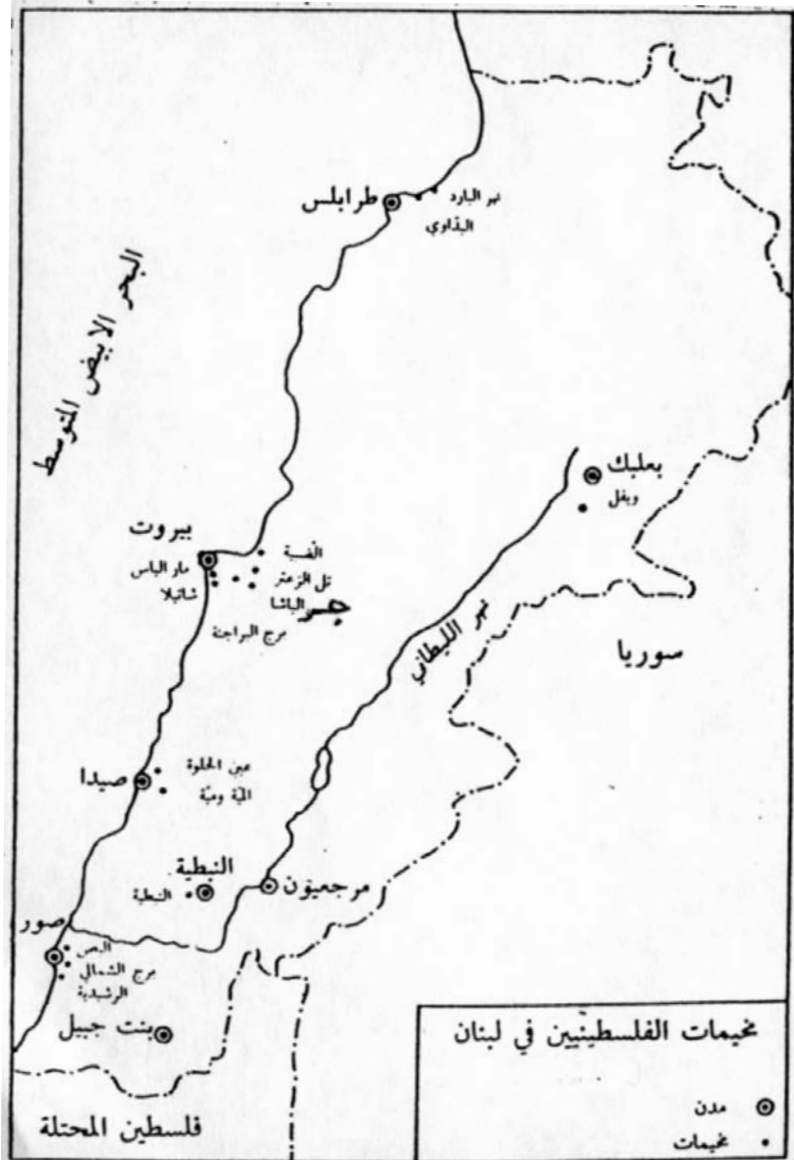 طرابلس
نهر البارد
البداوي
البحر الابيض المتوسط
بعلبك
ويفل
بيروت
الضبية
مار الياس
تل الزعتر
شاتيلا
جسر الباشا
برج البراجنة
نهر الليطاني
سوريا
صيدا
عين الحلوة
الميّة وميّة
النبطية
النبطية
مرجعيون
صور
البص
برج الشمالي
الرشيدية
بنت جبيل
فلسطين المحتلة
مخيمات الفلسطينيين في لبنان
مدن
مخيمات